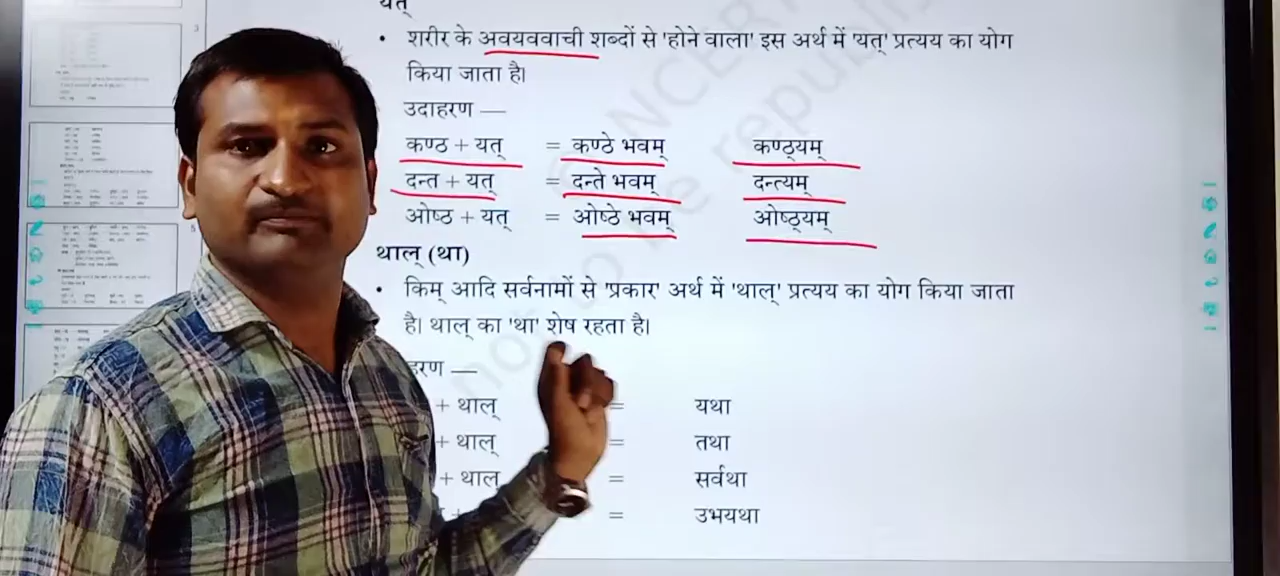 यत्
• शरीर के अवयववाची शब्दों से 'होने वाला' इस अर्थ में 'यत्' प्रत्यय का योग
किया जाता है।
उदाहरण —
कण्ठ + यत् = कण्ठे भवम् कण्ठ्यम्
दन्त + यत् = दन्ते भवम् दन्त्यम्
ओष्ठ + यत् = ओष्ठे भवम् ओष्ठ्यम्
थाल् (था)
• किम् आदि सर्वनामों से 'प्रकार' अर्थ में 'थाल्' प्रत्यय का योग किया जाता
है। थाल् का 'था' शेष रहता है।
हरण —
+ थाल् = यथा
+ थाल् = तथा
+ थाल् = सर्वथा
+ = उभयथा